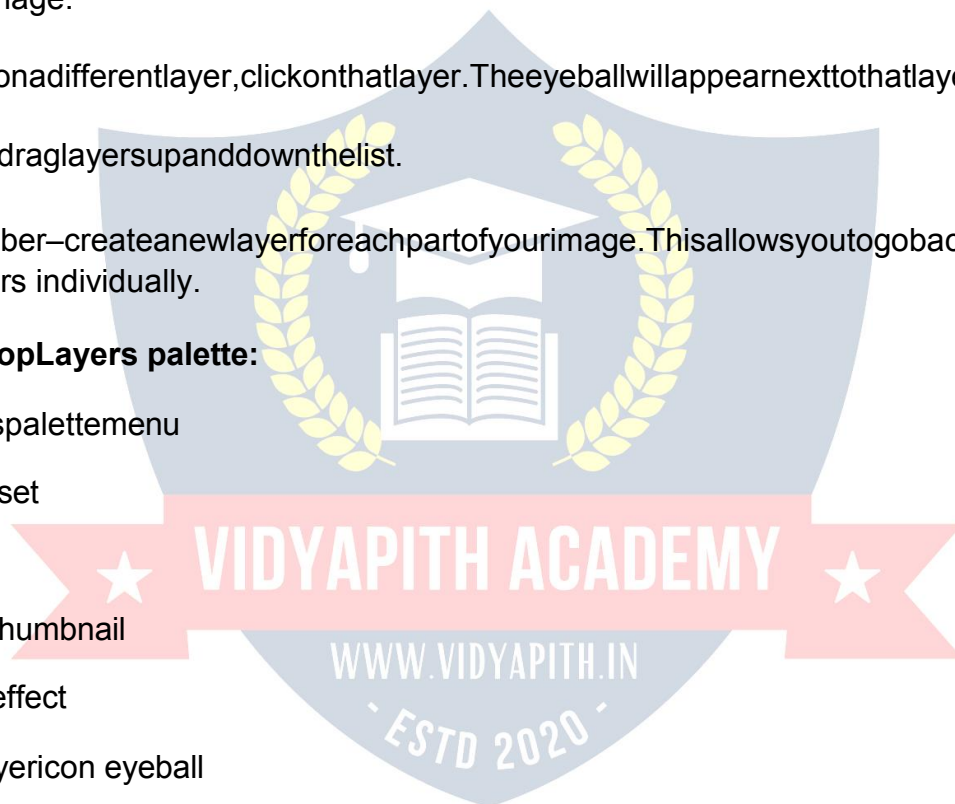 nage.
onadifferentlayer,clickonthatlayer.Theeyeballwillappearnexttothatlaye
draglayersupanddownthelist.
ber–createanewlayerforeachpartofyourimage.Thisallowsyoutogobac
rs individually.
opLayers palette:
spalettemenu
set
humbnail
effect
yericon eyeball
VIDYAPITH ACADEMY
WWW.VIDYAPITH.IN
- ESTD 2020 -